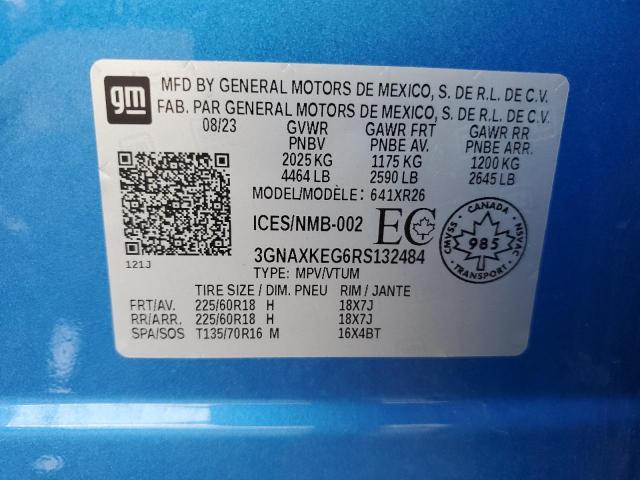 gm
MFD BY GENERAL MOTORS DE MEXICO, S. DE R.L. DE C.V.
FAB. PAR GENERAL MOTORS DE MEXICO, S. DE R.L. DE C.V.
08/23 GVWR GAWR FRT GAWR RR
PNBV PNBE AV. PNBE ARR.
2025 KG 1175 KG 1200 KG
4464 LB 2590 LB 2645 LB
MODEL/MODÈLE: 641XR26
ICES/NMB-002 EC
CANADA
CMVSS 985 NSVAC
TRANSPORT
3GNAXKEG6RS132484
121J
TYPE: MPV/VTUM
TIRE SIZE / DIM. PNEU RIM / JANTE
FRT/AV. 225/60R18 H 18X7J
RR/ARR. 225/60R18 H 18X7J
SPA/SOS T135/70R16 M 16X4BT